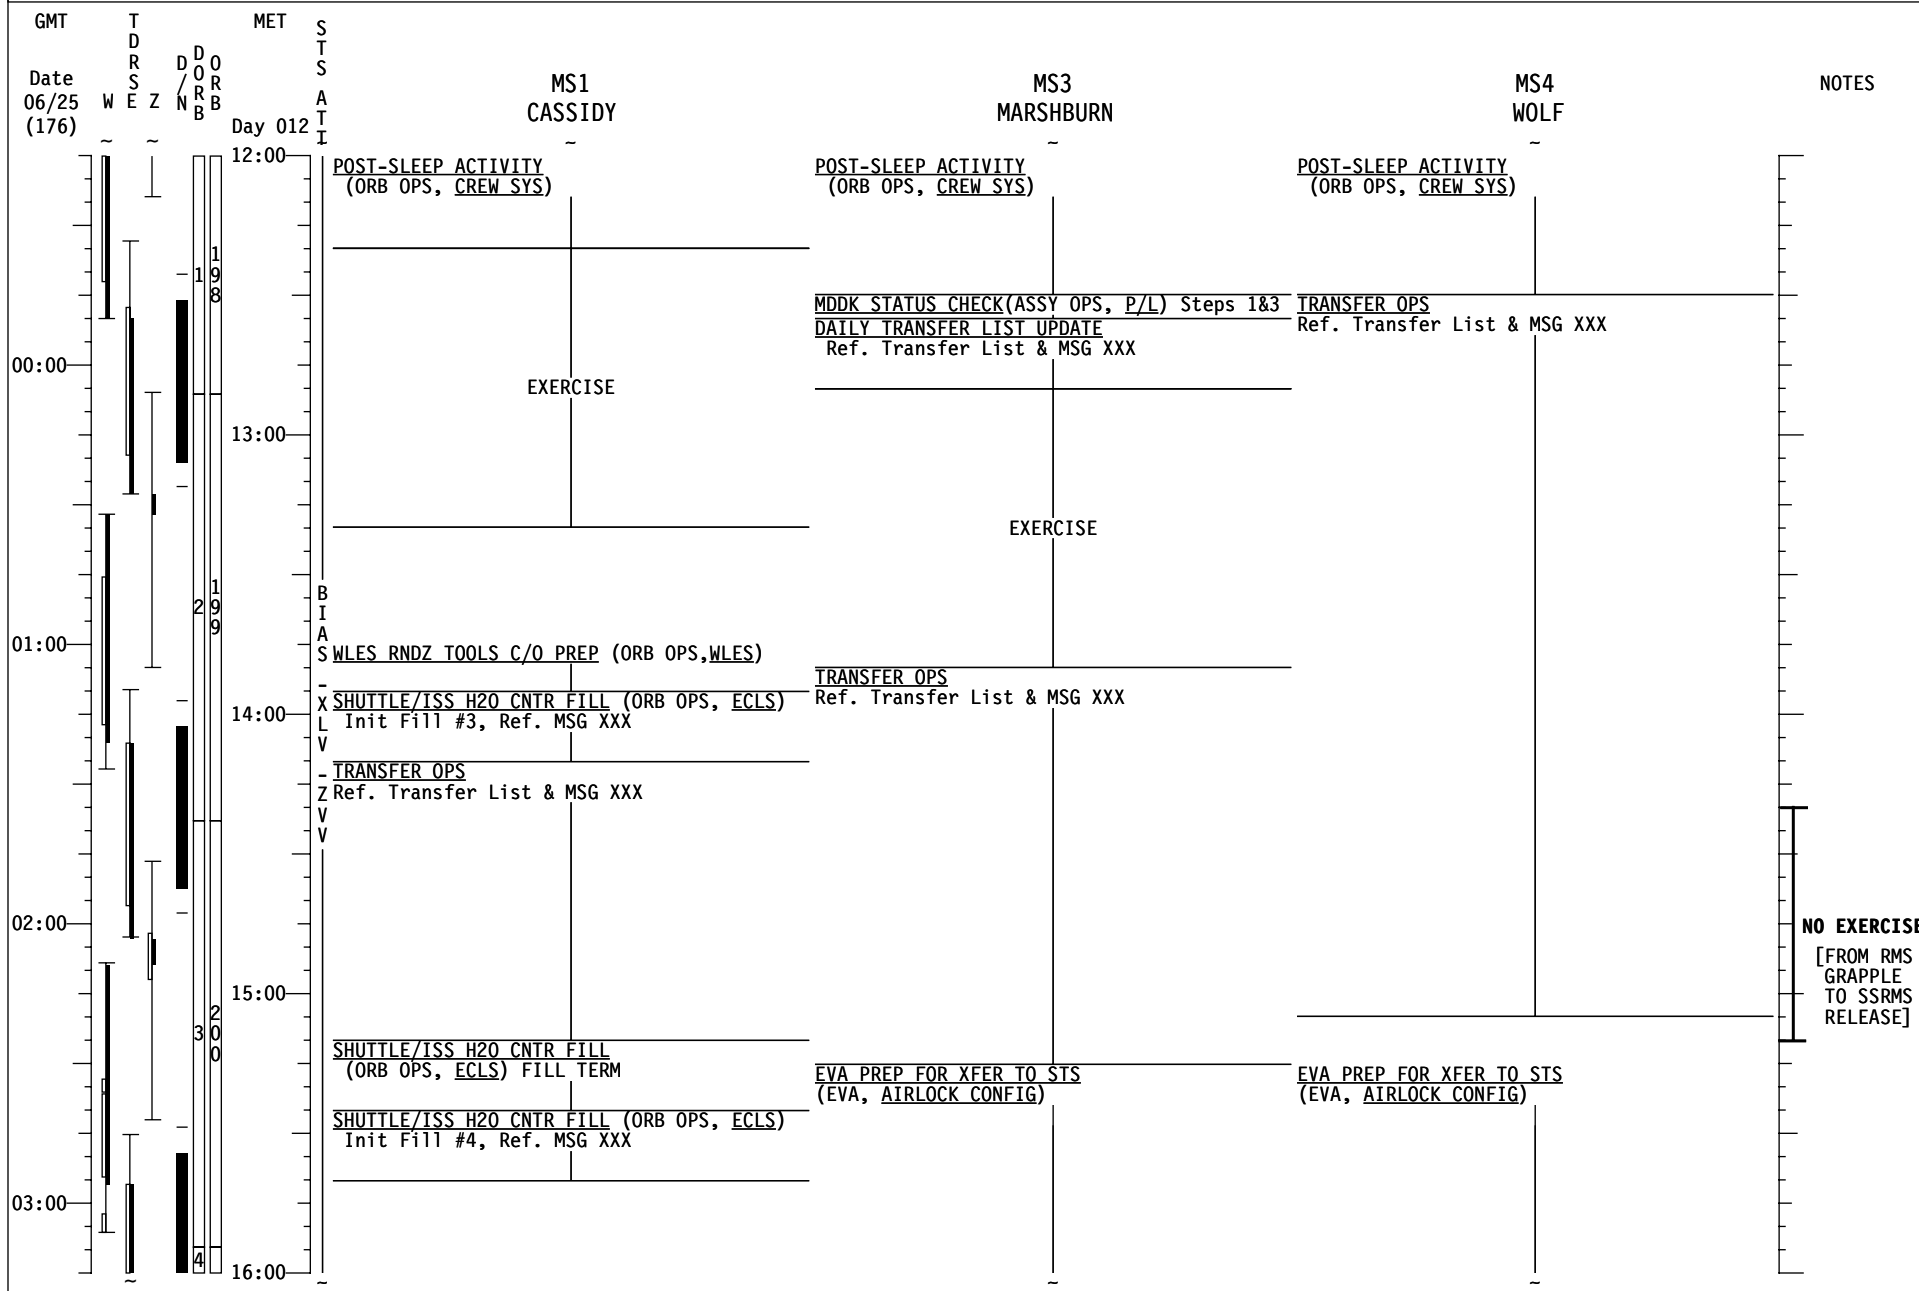 GMT
TDRS
MET
STS ATT
Date
06/25
(176)
W E Z
D/N
DORB
ORB
Day 012
MS1
CASSIDY
MS3
MARSHBURN
MS4
WOLF
NOTES
~ ~ ~ ~ ~
12:00
POST-SLEEP ACTIVITY
(ORB OPS, CREW SYS)
POST-SLEEP ACTIVITY
(ORB OPS, CREW SYS)
POST-SLEEP ACTIVITY
(ORB OPS, CREW SYS)
1
198
MDDK STATUS CHECK(ASSY OPS, P/L) Steps 1&3
DAILY TRANSFER LIST UPDATE
Ref. Transfer List & MSG XXX
TRANSFER OPS
Ref. Transfer List & MSG XXX
00:00
EXERCISE
13:00
EXERCISE
2
199
BIAS -XLV -ZVV
01:00
WLES RNDZ TOOLS C/O PREP (ORB OPS,WLES)
TRANSFER OPS
Ref. Transfer List & MSG XXX
SHUTTLE/ISS H2O CNTR FILL (ORB OPS, ECLS)
Init Fill #3, Ref. MSG XXX
14:00
TRANSFER OPS
Ref. Transfer List & MSG XXX
02:00
NO EXERCISE
[FROM RMS
GRAPPLE
TO SSRMS
RELEASE]
15:00
3
200
SHUTTLE/ISS H2O CNTR FILL
(ORB OPS, ECLS) FILL TERM
EVA PREP FOR XFER TO STS
(EVA, AIRLOCK CONFIG)
EVA PREP FOR XFER TO STS
(EVA, AIRLOCK CONFIG)
SHUTTLE/ISS H2O CNTR FILL (ORB OPS, ECLS)
Init Fill #4, Ref. MSG XXX
03:00
4
16:00
~ ~ ~ ~